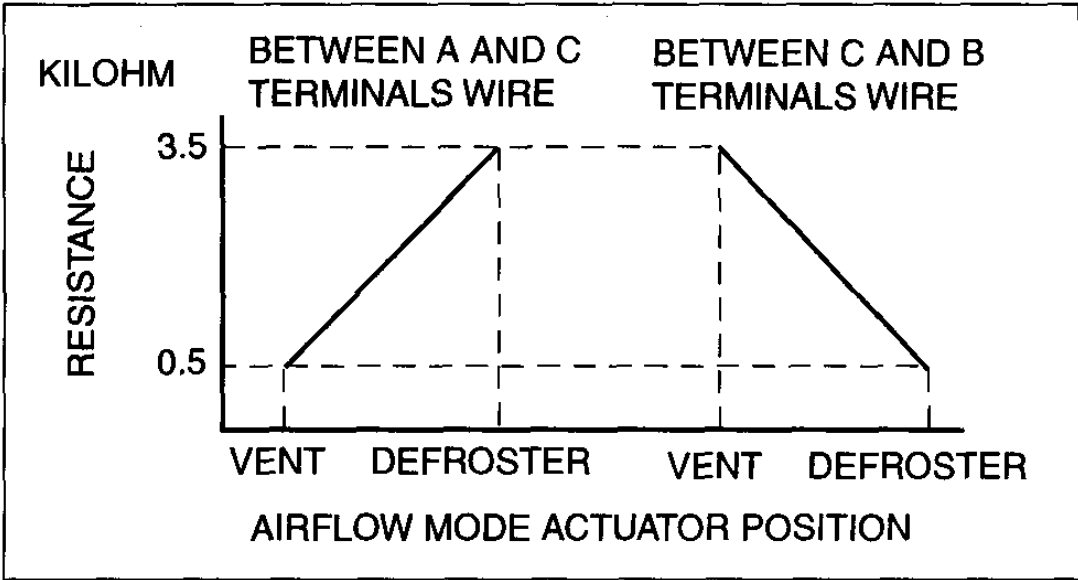 KILOHM
BETWEEN A AND C
TERMINALS WIRE
BETWEEN C AND B
TERMINALS WIRE
RESISTANCE
3.5
0.5
VENT DEFROSTER VENT DEFROSTER
AIRFLOW MODE ACTUATOR POSITION